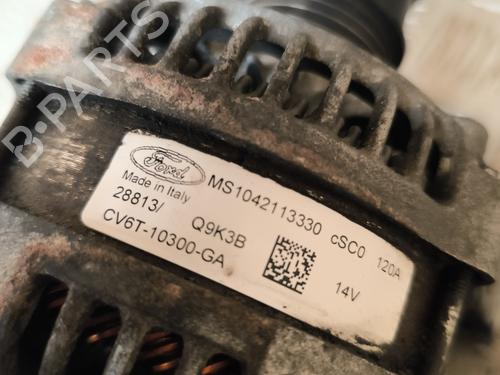 B-PARTS
Ford
Made in Italy
MS1042113330 cSC0 120A
28813/ Q9K3B 14V
CV6T-10300-GA